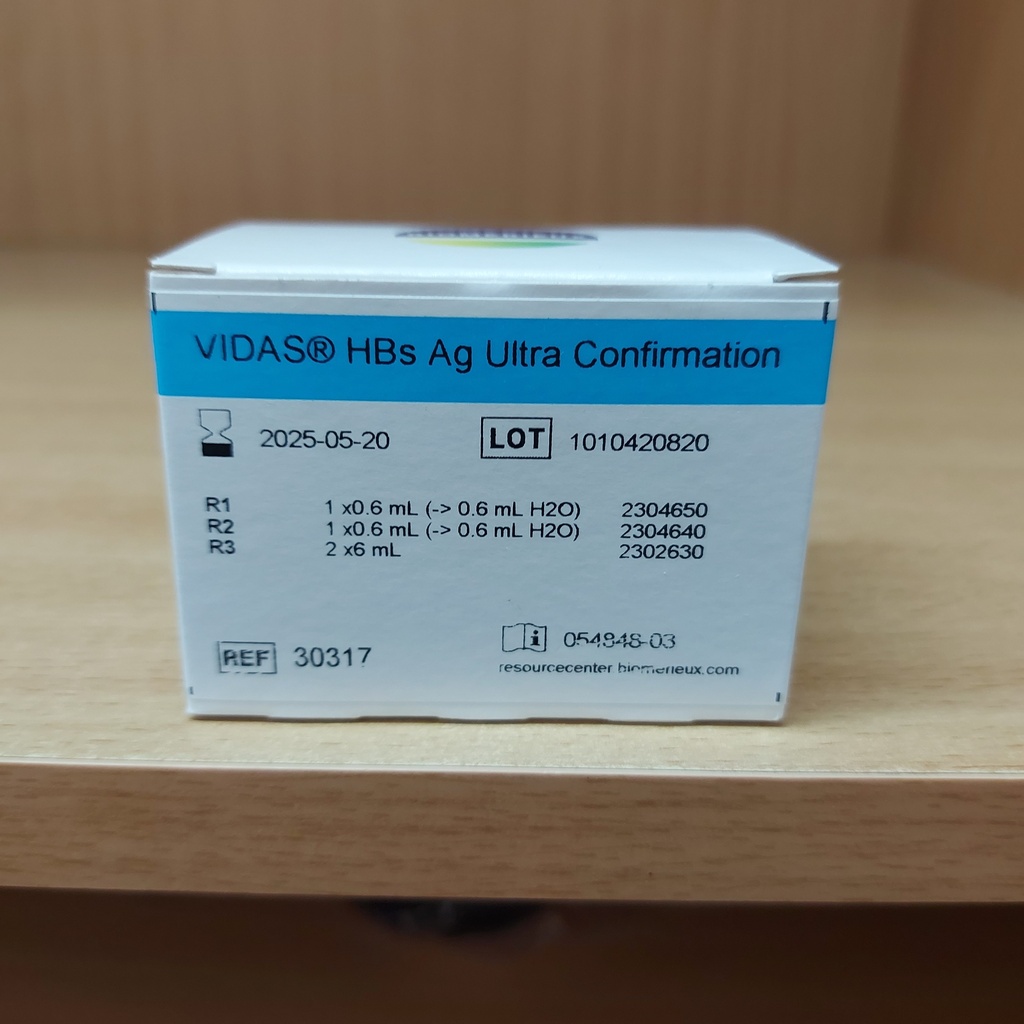 VIDAS® HBs Ag Ultra Confirmation
2025-05-20 LOT 1010420820
R1 1 x0.6 mL (-> 0.6 mL H2O) 2304650
R2 1 x0.6 mL (-> 0.6 mL H2O) 2304640
R3 2 x6 mL 2302630
i 054848-03
REF 30317
resourcecenter.biomerieux.com